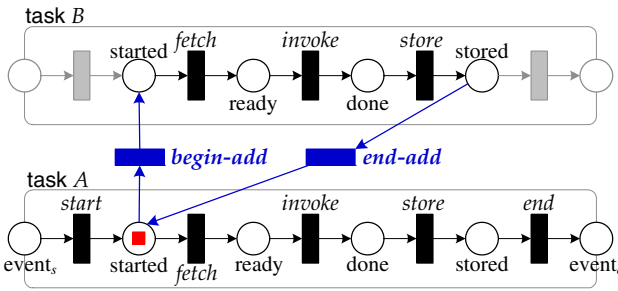 task B
started fetch invoke store stored
ready done
begin-add end-add
task A
start invoke store end
events started fetch ready done stored event